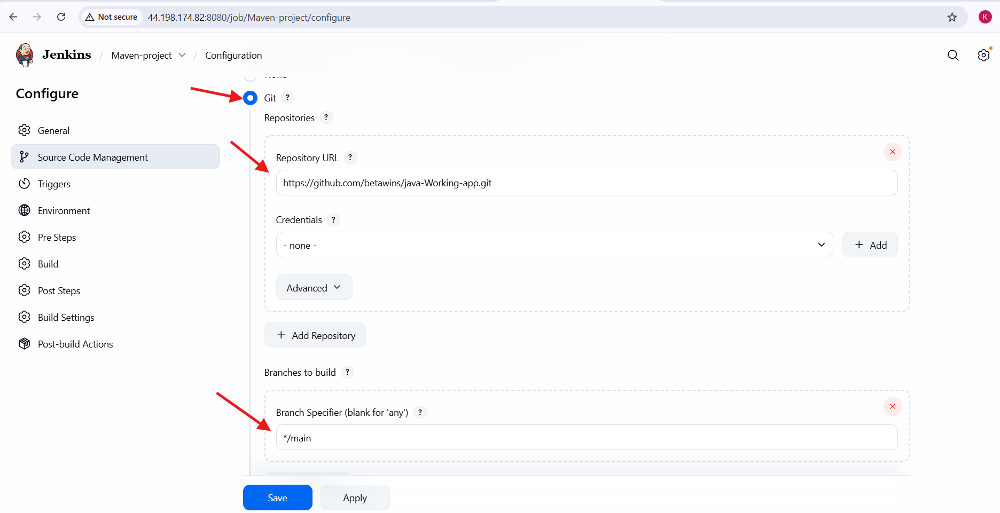 Not secure 44.198.174.82:8080/job/Maven-project/configure K
Jenkins / Maven-project / Configuration
Configure
General
Source Code Management
Triggers
Environment
Pre Steps
Build
Post Steps
Build Settings
Post-build Actions
Git ?
Repositories ?
Repository URL ?
https://github.com/betawins/java-Working-app.git
Credentials ?
- none -
+ Add
Advanced
+ Add Repository
Branches to build ?
Branch Specifier (blank for 'any') ?
*/main
Save Apply